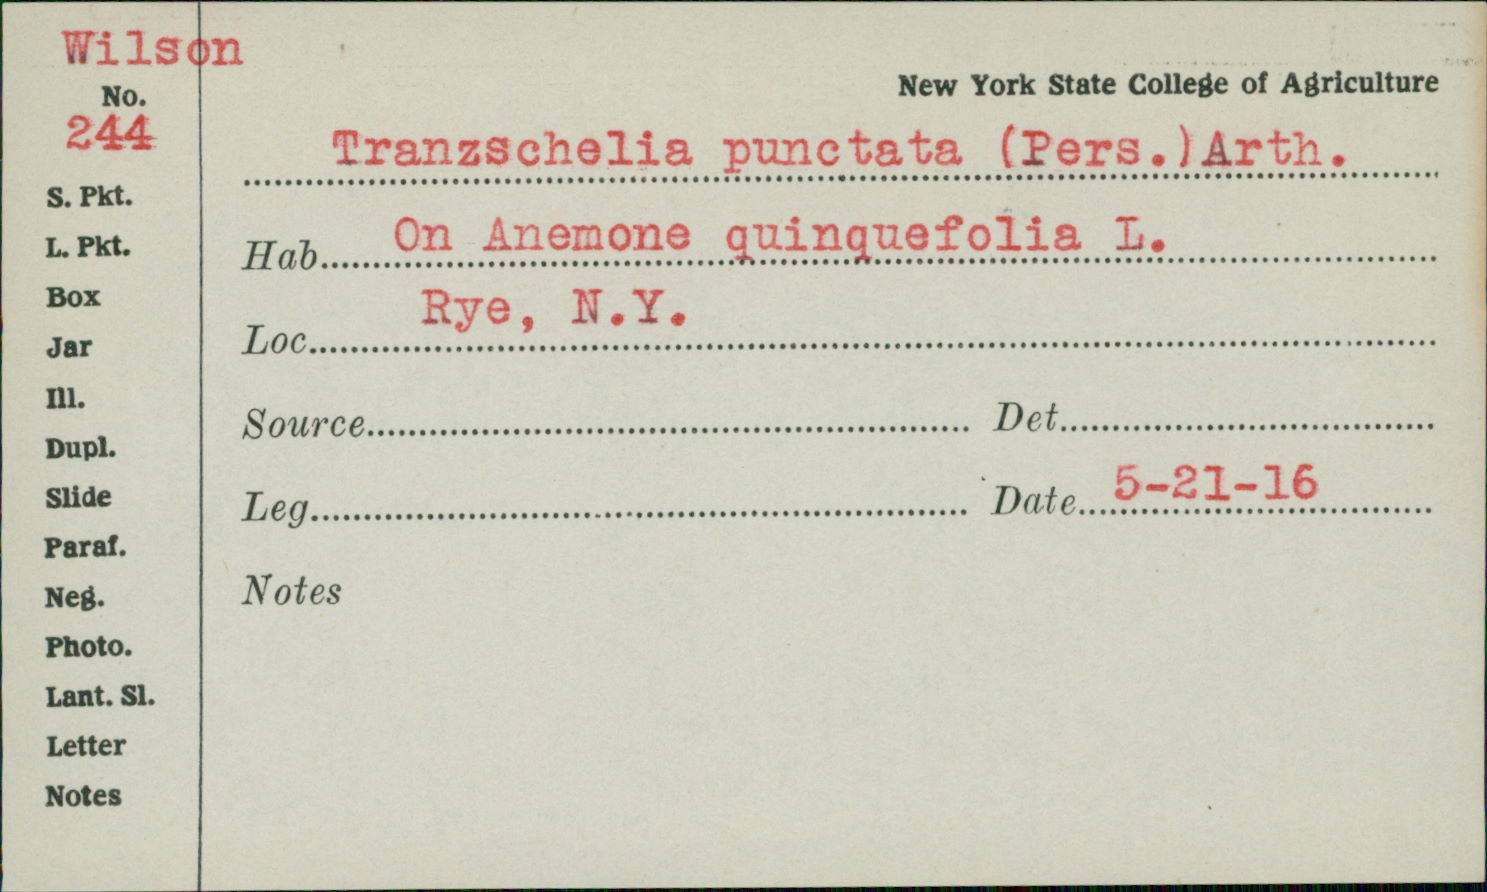 Wilson
No.
244
S. Pkt.
L. Pkt.
Box
Jar
Ill.
Dupl.
Slide
Paraf.
Neg.
Photo.
Lant. Sl.
Letter
Notes
New York State College of Agriculture
Tranzschelia punctata (Pers.)Arth.
Hab. On Anemone quinquefolia L.
Loc. Rye, N.Y.
Source Det.
Leg. Date 5-21-16
Notes